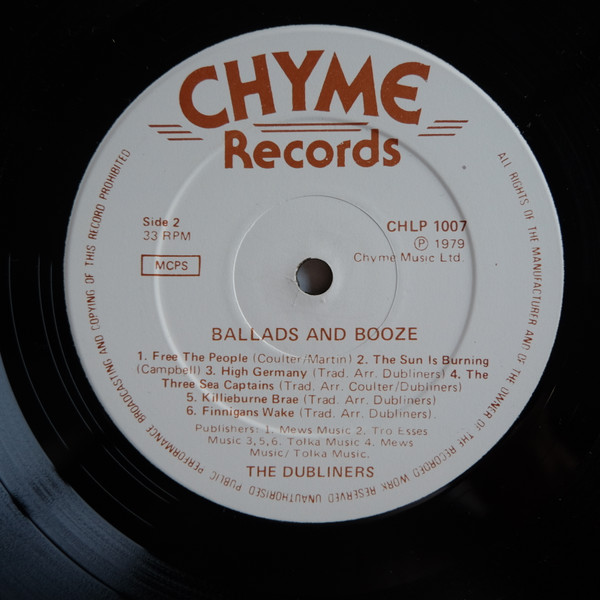 CHYME
Records
Side 2
33 RPM
MCPS
CHLP 1007
Ⓟ 1979
Chyme Music Ltd.
BALLADS AND BOOZE
1. Free The People (Coulter/Martin) 2. The Sun Is Burning
(Campbell) 3. High Germany (Trad. Arr. Dubliners) 4. The
Three Sea Captains (Trad. Arr. Coulter/Dubliners)
5. Killieburne Brae (Trad. Arr. Dubliners)
6. Finnigans Wake (Trad. Arr. Dubliners).
Publishers: 1. Mews Music 2. Tro Esses
Music 3,5,6. Tolka Music 4. Mews
Music/Tolka Music.
THE DUBLINERS
ALL RIGHTS OF THE MANUFACTURER AND OF THE OWNER OF THE RECORDED WORK RESERVED UNAUTHORISED PUBLIC PERFORMANCE BROADCASTING AND COPYING OF THIS RECORD PROHIBITED